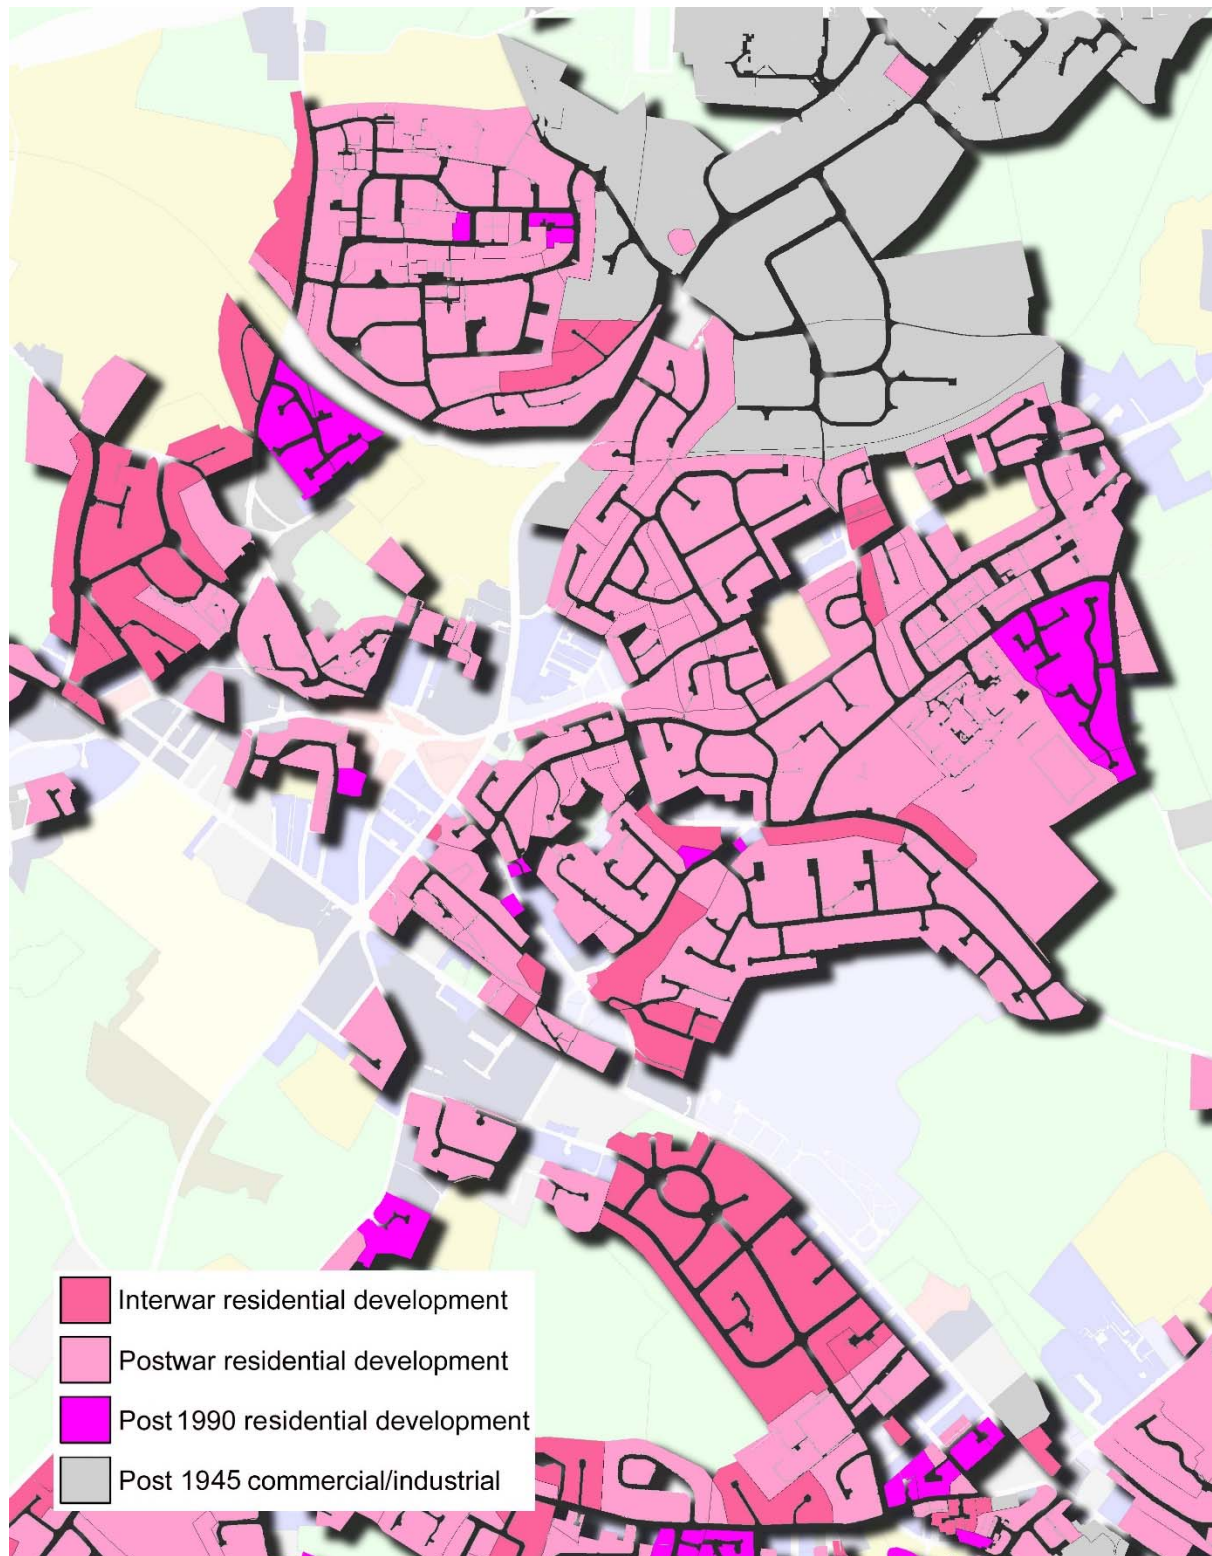 Interwar residential development
Postwar residential development
Post 1990 residential development
Post 1945 commercial/industrial